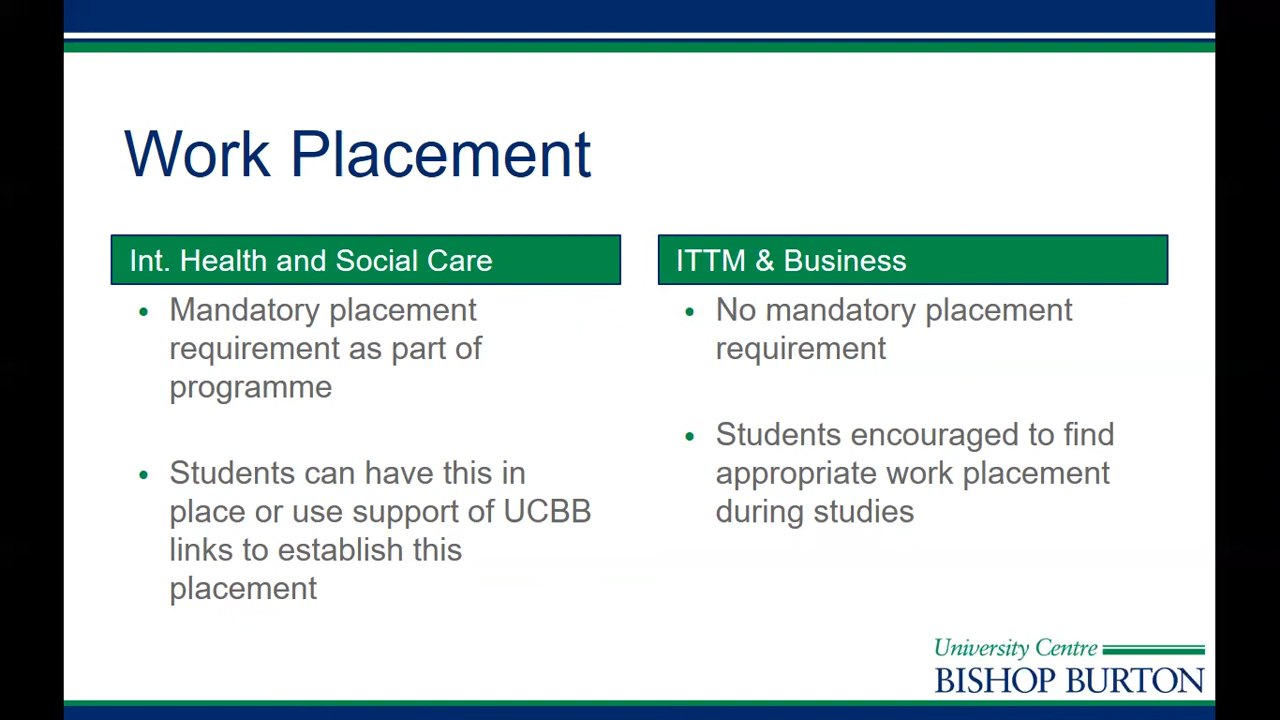 Work Placement
Int. Health and Social Care
• Mandatory placement
requirement as part of
programme
• Students can have this in
place or use support of UCBB
links to establish this
placement
ITTM & Business
• No mandatory placement
requirement
• Students encouraged to find
appropriate work placement
during studies
University Centre
BISHOP BURTON